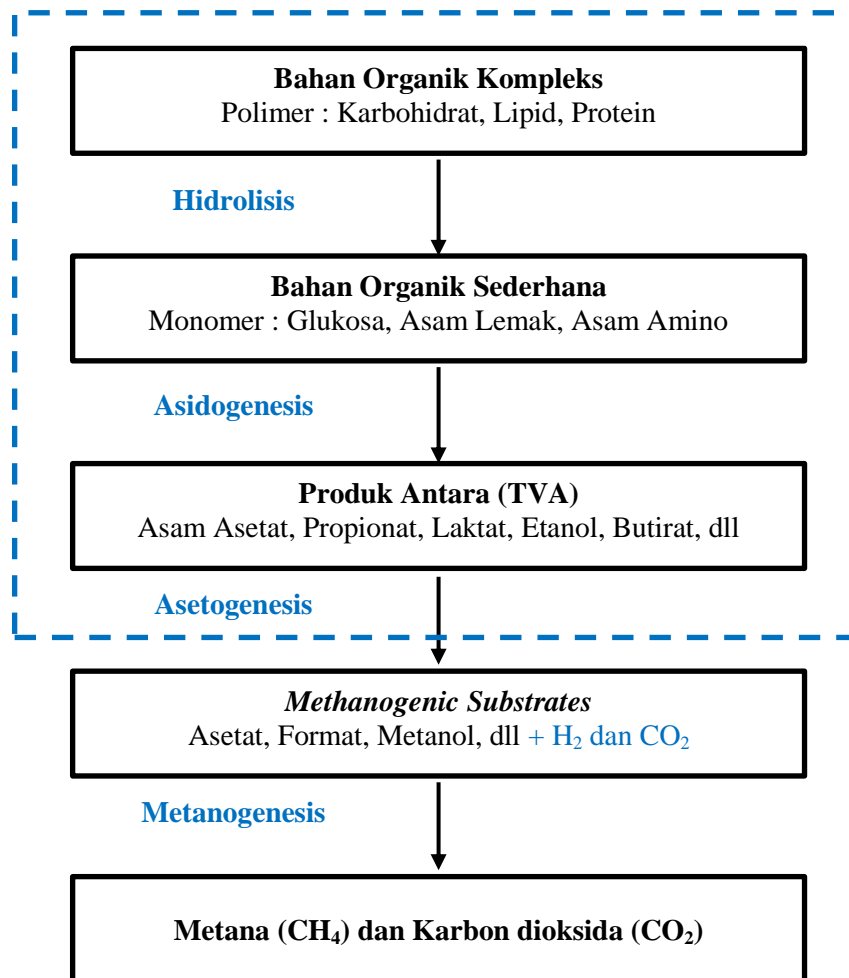 Bahan Organik Kompleks
Polimer : Karbohidrat, Lipid, Protein
Hidrolisis
Bahan Organik Sederhana
Monomer : Glukosa, Asam Lemak, Asam Amino
Asidogenesis
Produk Antara (TVA)
Asam Asetat, Propionat, Laktat, Etanol, Butirat, dll
Asetogenesis
Methanogenic Substrates
Asetat, Format, Metanol, dll + H₂ dan CO₂
Metanogenesis
Metana (CH₄) dan Karbon dioksida (CO₂)